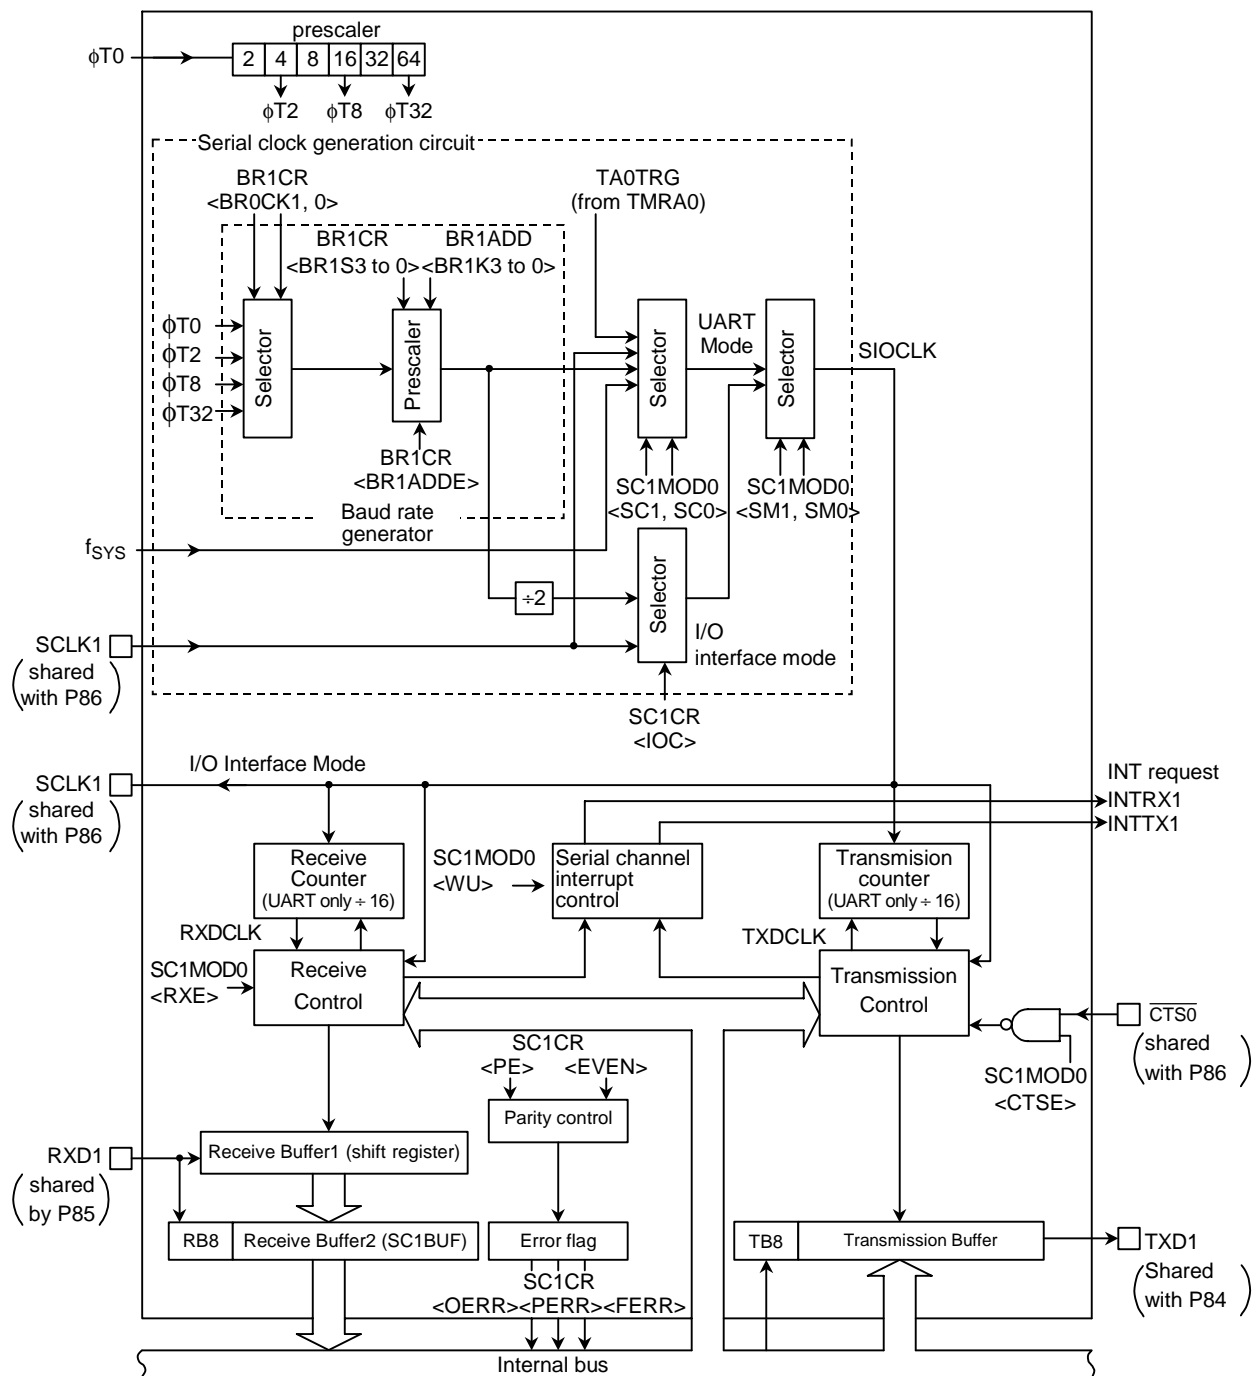 prescaler
ϕT0
2 4 8 16 32 64
ϕT2 ϕT8 ϕT32
Serial clock generation circuit
BR1CR
<BR0CK1, 0>
TA0TRG
(from TMRA0)
BR1CR
<BR1S3 to 0>
BR1ADD
<BR1K3 to 0>
ϕT0
ϕT2
ϕT8
ϕT32
Selector
Prescaler
Selector
UART
Mode
Selector
SIOCLK
BR1CR
<BR1ADDE>
SC1MOD0
<SC1, SC0>
SC1MOD0
<SM1, SM0>
Baud rate
generator
fSYS
÷2
Selector
I/O
interface mode
SCLK1
(shared
with P86)
SC1CR
<IOC>
SCLK1
(shared
with P86)
I/O Interface Mode
INT request
INTRX1
INTTX1
Receive
Counter
(UART only ÷ 16)
SC1MOD0
<WU>
Serial channel
interrupt
control
Transmision
counter
(UART only ÷ 16)
RXDCLK
TXDCLK
SC1MOD0
<RXE>
Receive
Control
Transmission
Control
CTS0
(shared
with P86)
SC1MOD0
<CTSE>
SC1CR
<PE> <EVEN>
Parity control
RXD1
(shared
by P85)
Receive Buffer1 (shift register)
RB8 Receive Buffer2 (SC1BUF)
Error flag
TB8 Transmission Buffer
TXD1
(Shared
with P84)
SC1CR
<OERR><PERR><FERR>
Internal bus